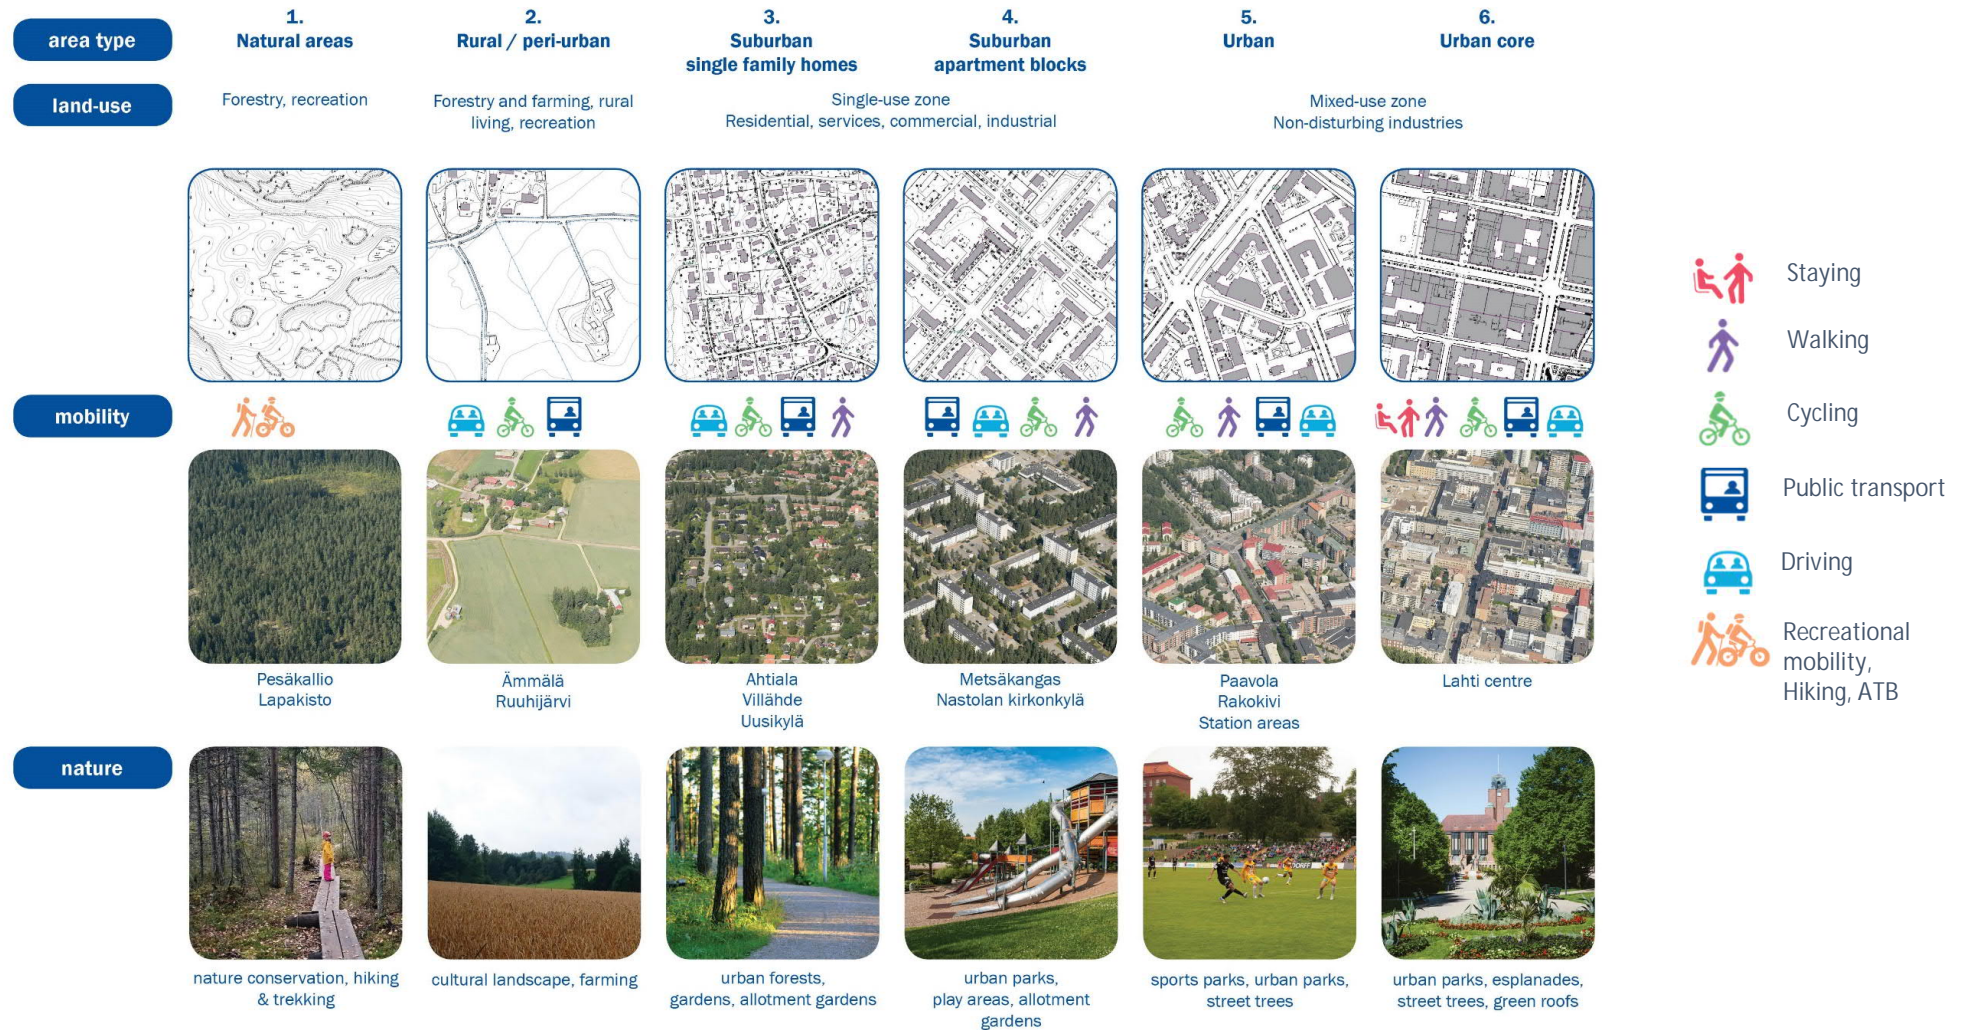 area type
1.
Natural areas
2.
Rural / peri-urban
3.
Suburban
single family homes
4.
Suburban
apartment blocks
5.
Urban
6.
Urban core
land-use
Forestry, recreation
Forestry and farming, rural
living, recreation
Single-use zone
Residential, services, commercial, industrial
Mixed-use zone
Non-disturbing industries
mobility
Pesäkallio
Lapakisto
Ämmälä
Ruuhijärvi
Ahtiala
Villähde
Uusikylä
Metsäkangas
Nastolan kirkonkylä
Paavola
Rakokivi
Station areas
Lahti centre
nature
DORFF
nature conservation, hiking
& trekking
cultural landscape, farming
urban forests,
gardens, allotment gardens
urban parks,
play areas, allotment
gardens
sports parks, urban parks,
street trees
urban parks, esplanades,
street trees, green roofs
Staying
Walking
Cycling
Public transport
Driving
Recreational
mobility,
Hiking, ATB